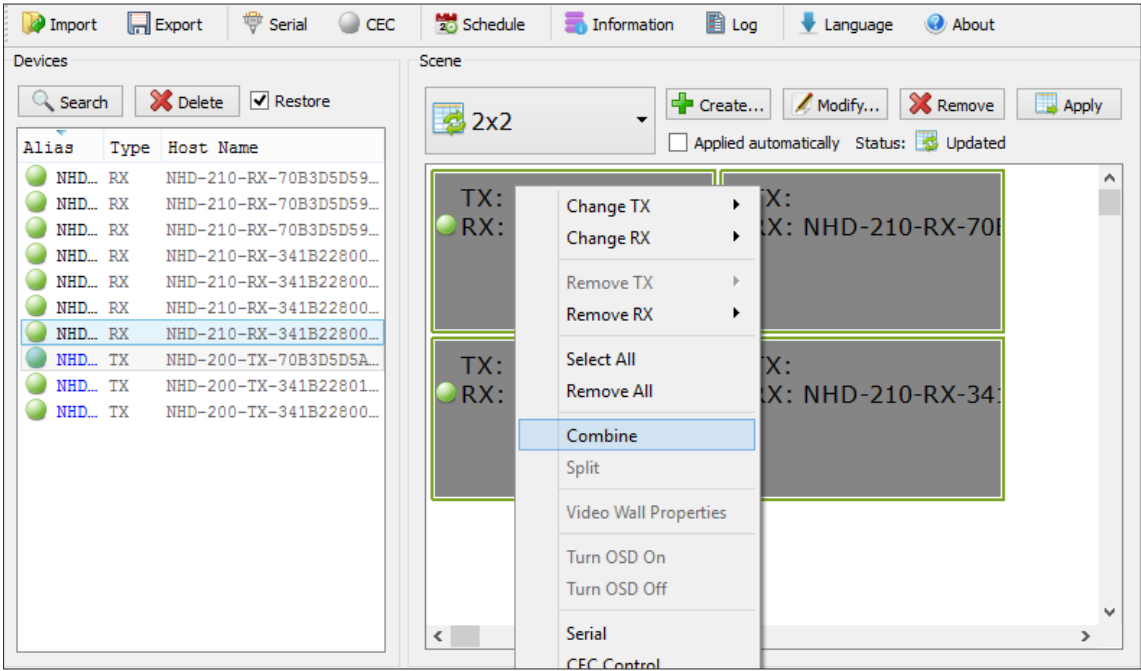 Import Export Serial CEC Schedule Information Log Language About
Devices
Search Delete Restore
Alias Type Host Name
NHD... RX NHD-210-RX-70B3D5D59...
NHD... RX NHD-210-RX-70B3D5D59...
NHD... RX NHD-210-RX-70B3D5D59...
NHD... RX NHD-210-RX-341B22800...
NHD... RX NHD-210-RX-341B22800...
NHD... RX NHD-210-RX-341B22800...
NHD... RX NHD-210-RX-341B22800...
NHD... TX NHD-200-TX-70B3D5D5A...
NHD... TX NHD-200-TX-341B22801...
NHD... TX NHD-200-TX-341B22800...
Scene
2x2
Create... Modify... Remove Apply
Applied automatically Status: Updated
TX:
RX:
TX:
RX: NHD-210-RX-70
TX:
RX:
TX:
RX: NHD-210-RX-34
Change TX
Change RX
Remove TX
Remove RX
Select All
Remove All
Combine
Split
Video Wall Properties
Turn OSD On
Turn OSD Off
Serial
CEC Control